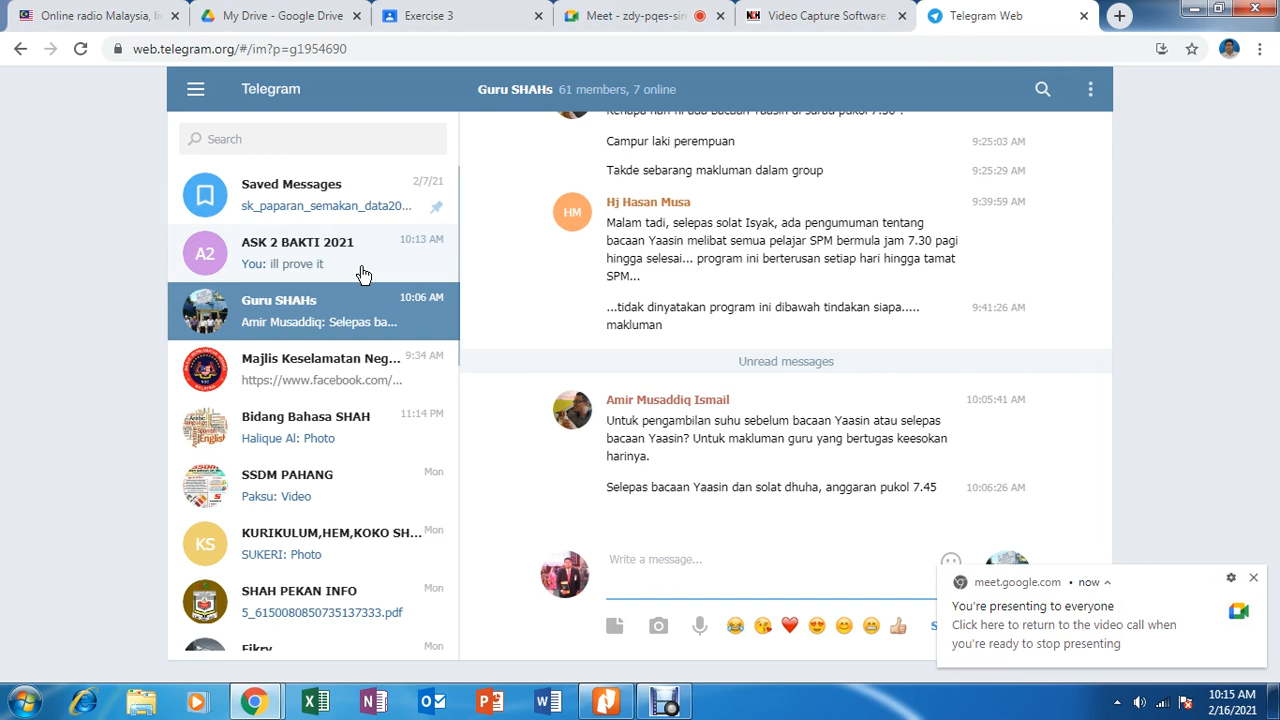 Online radio Malaysia, live
My Drive - Google Drive
Exercise 3
Meet - zdy-pqes-sin
Video Capture Software
Telegram Web
web.telegram.org/#/im?p=g1954690
Telegram
Guru SHAHs 61 members, 7 online
Search
Saved Messages 2/7/21
sk_paparan_semakan_data20...
ASK 2 BAKTI 2021 10:13 AM
A2
You: ill prove it
Guru SHAHs 10:06 AM
Amir Musaddiq: Selepas ba...
Majlis Keselamatan Neg... 9:34 AM
https://www.facebook.com/...
Bidang Bahasa SHAH 11:14 PM
Halique Al: Photo
SSDM PAHANG Mon
Paksu: Video
KURIKULUM,HEM,KOKO SH... Mon
KS
SUKERI: Photo
SHAH PEKAN INFO Mon
5_6150080850735137333.pdf
Fikry Mon
Campur laki perempuan 9:25:03 AM
Takde sebarang makluman dalam group 9:25:29 AM
HM
Hj Hasan Musa 9:39:59 AM
Malam tadi, selepas solat Isyak, ada pengumuman tentang
bacaan Yaasin melibat semua pelajar SPM bermula jam 7.30 pagi
hingga selesai... program ini berterusan setiap hari hingga tamat
SPM...
...tidak dinyatakan program ini dibawah tindakan siapa..... 9:41:26 AM
makluman
Unread messages
Amir Musaddiq Ismail 10:05:41 AM
Untuk pengambilan suhu sebelum bacaan Yaasin atau selepas
bacaan Yaasin? Untuk makluman guru yang bertugas keesokan
harinya.
Selepas bacaan Yaasin dan solat dhuha, anggaran pukol 7.45 10:06:26 AM
Write a message...
meet.google.com • now
You're presenting to everyone
Click here to return to the video call when
you're ready to stop presenting
10:15 AM
2/16/2021